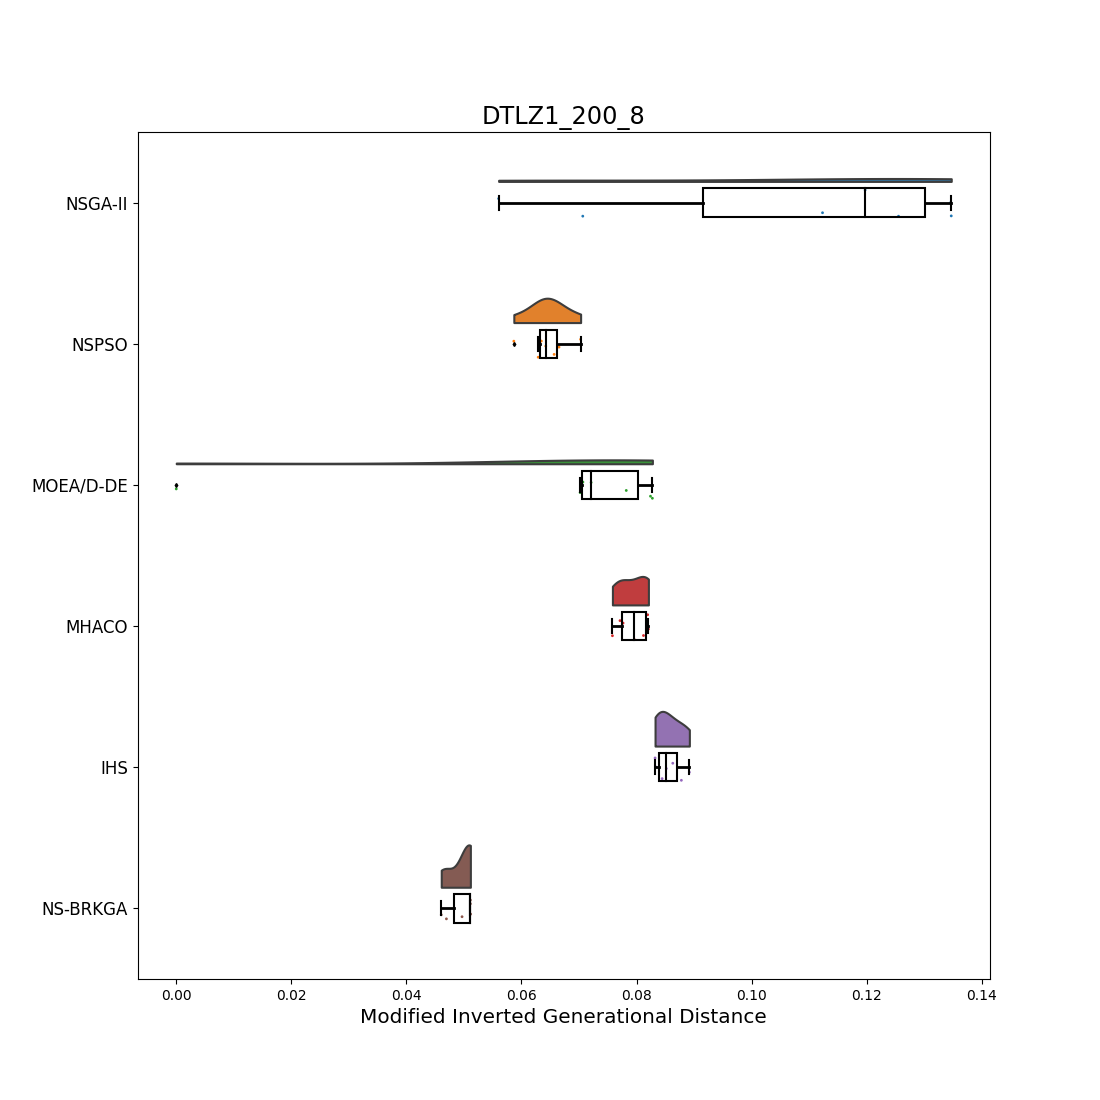 DTLZ1_200_8
NSGA-II
NSPSO
MOEA/D-DE
MHACO
IHS
NS-BRKGA
0.00 0.02 0.04 0.06 0.08 0.10 0.12 0.14
Modified Inverted Generational Distance